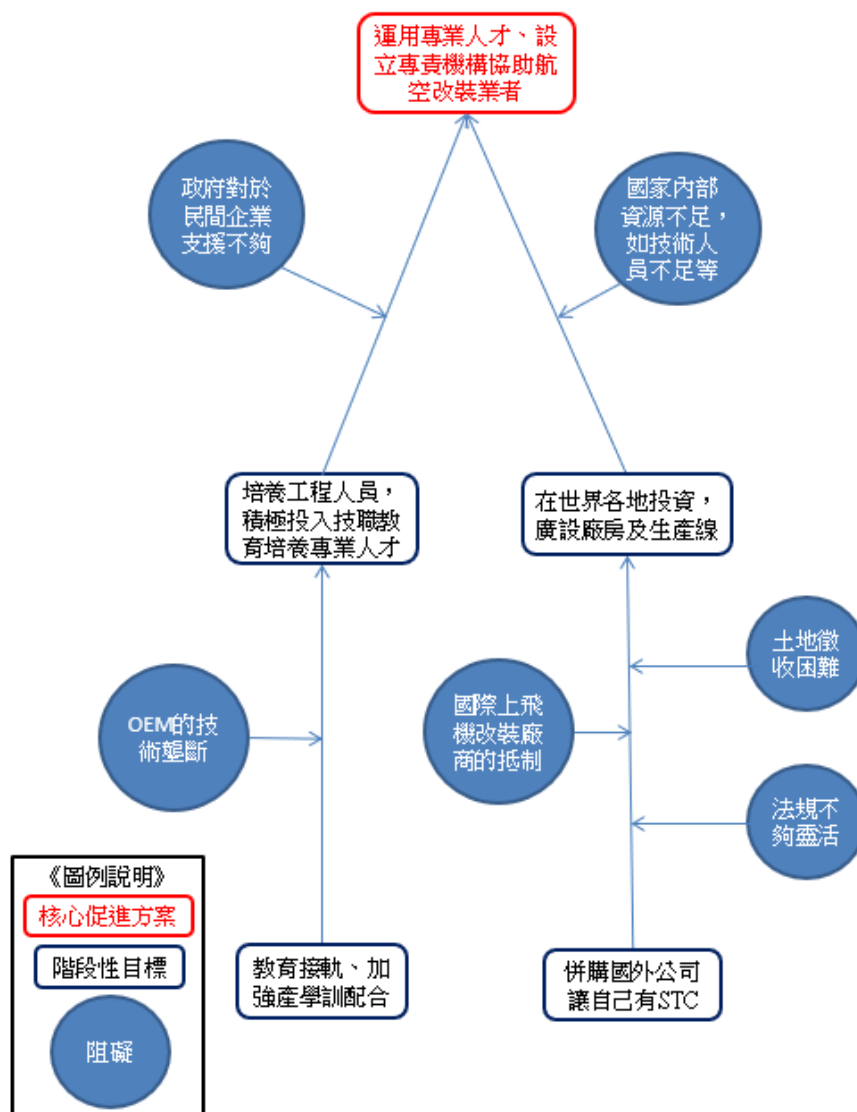 運用專業人才、設
立專責機構協助航
空改裝業者
政府對於
民間企業
支援不夠
國家內部
資源不足，
如技術人
員不足等
培養工程人員，
積極投入技職教
育培養專業人才
在世界各地投資，
廣設廠房及生產線
土地徵
收困難
OEM的技
術壟斷
國際上飛
機改裝廠
商的抵制
法規不
夠靈活
《圖例說明》
核心促進方案
階段性目標
阻礙
教育接軌、加
強產學訓配合
併購國外公司
讓自己有STC